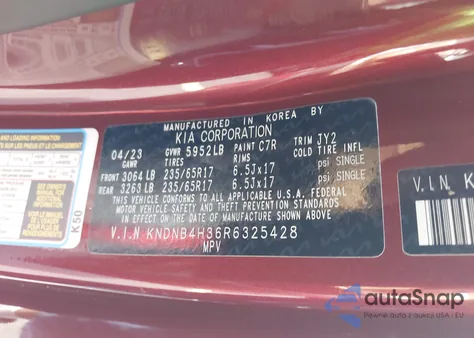 MANUFACTURED IN KOREA BY
KIA CORPORATION
04/23 GVWR 5952LB PAINT C7R TRIM JY2
GAWR TIRES RIMS COLD TIRE INFL
FRONT 3064LB 235/65R17 6.5Jx17 psi SINGLE
REAR 3263LB 235/65R17 6.5Jx17 psi SINGLE
THIS VEHICLE CONFORMS TO ALL APPLICABLE U.S.A. FEDERAL
MOTOR VEHICLE SAFETY, BUMPER, AND THEFT PREVENTION STANDARDS
IN EFFECT ON THE DATE OF MANUFACTURE SHOWN ABOVE.
V.I.N KNDNB4H36R6325428
MPV
K50
V.I.N K
autoSnap